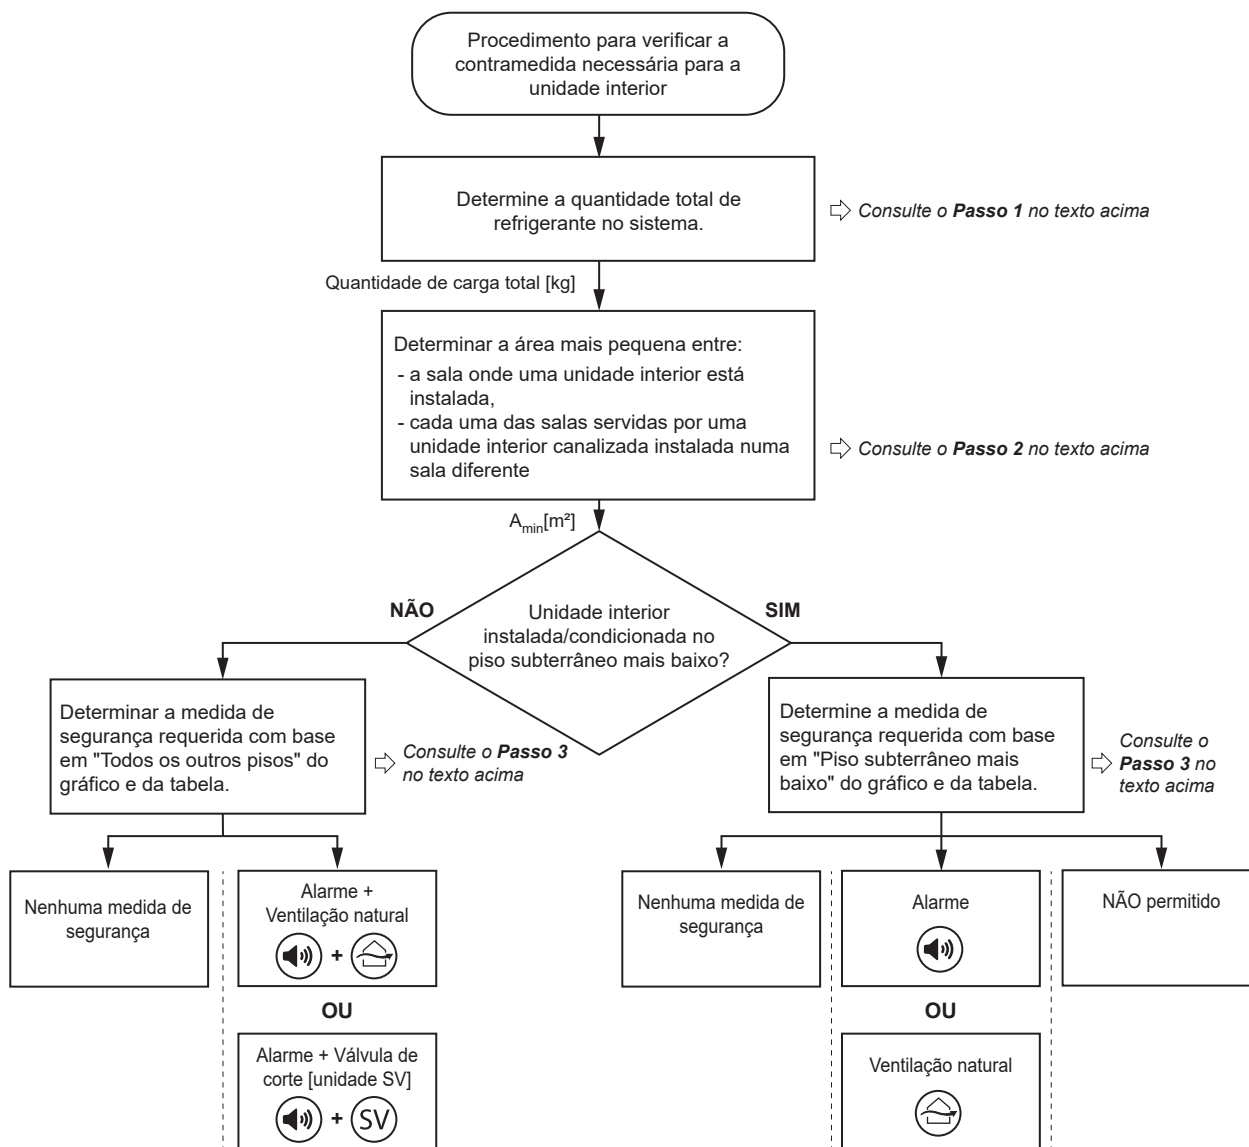 Procedimento para verificar a
contramedida necessária para a
unidade interior
Determine a quantidade total de
refrigerante no sistema.
Consulte o Passo 1 no texto acima
Quantidade de carga total [kg]
Determinar a área mais pequena entre:
- a sala onde uma unidade interior está
instalada,
- cada uma das salas servidas por uma
unidade interior canalizada instalada numa
sala diferente
Consulte o Passo 2 no texto acima
Amin[m²]
NÃO
Unidade interior
instalada/condicionada no
piso subterrâneo mais baixo?
SIM
Determinar a medida de
segurança requerida com base
em "Todos os outros pisos" do
gráfico e da tabela.
Consulte o Passo 3
no texto acima
Determine a medida de
segurança requerida com base
em "Piso subterrâneo mais
baixo" do gráfico e da tabela.
Consulte o
Passo 3 no
texto acima
Nenhuma medida de
segurança
Alarme +
Ventilação natural
+
OU
Alarme + Válvula de
corte [unidade SV]
+ SV
Nenhuma medida de
segurança
Alarme
OU
Ventilação natural
NÃO permitido